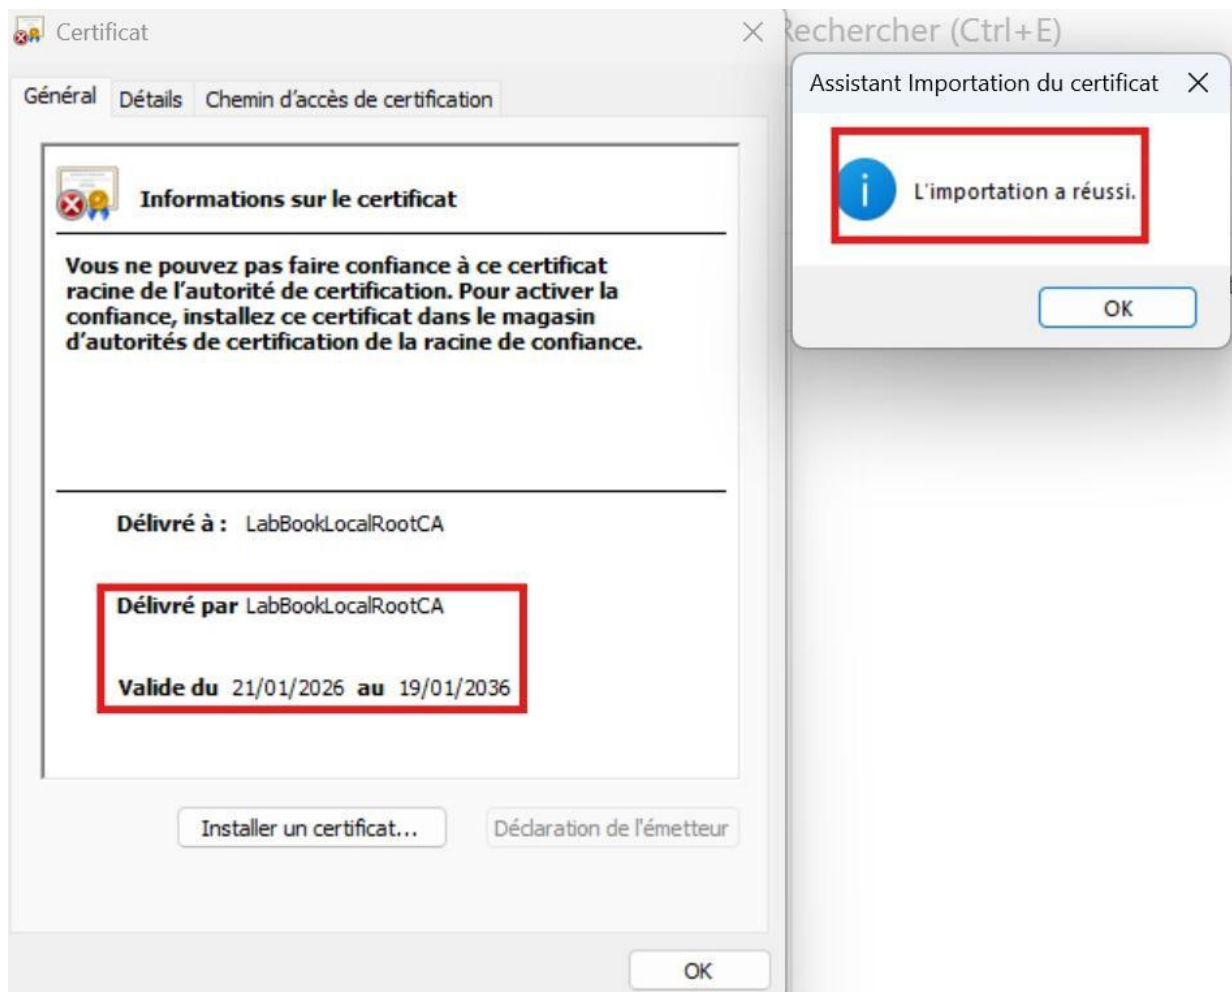 Certificat
Rechercher (Ctrl+E)
Général Détails Chemin d'accès de certification
Informations sur le certificat
Vous ne pouvez pas faire confiance à ce certificat
racine de l'autorité de certification. Pour activer la
confiance, installez ce certificat dans le magasin
d'autorités de certification de la racine de confiance.
Délivré à : LabBookLocalRootCA
Délivré par LabBookLocalRootCA
Valide du 21/01/2026 au 19/01/2036
Installer un certificat... Déclaration de l'émetteur
OK
Assistant Importation du certificat
L'importation a réussi.
OK